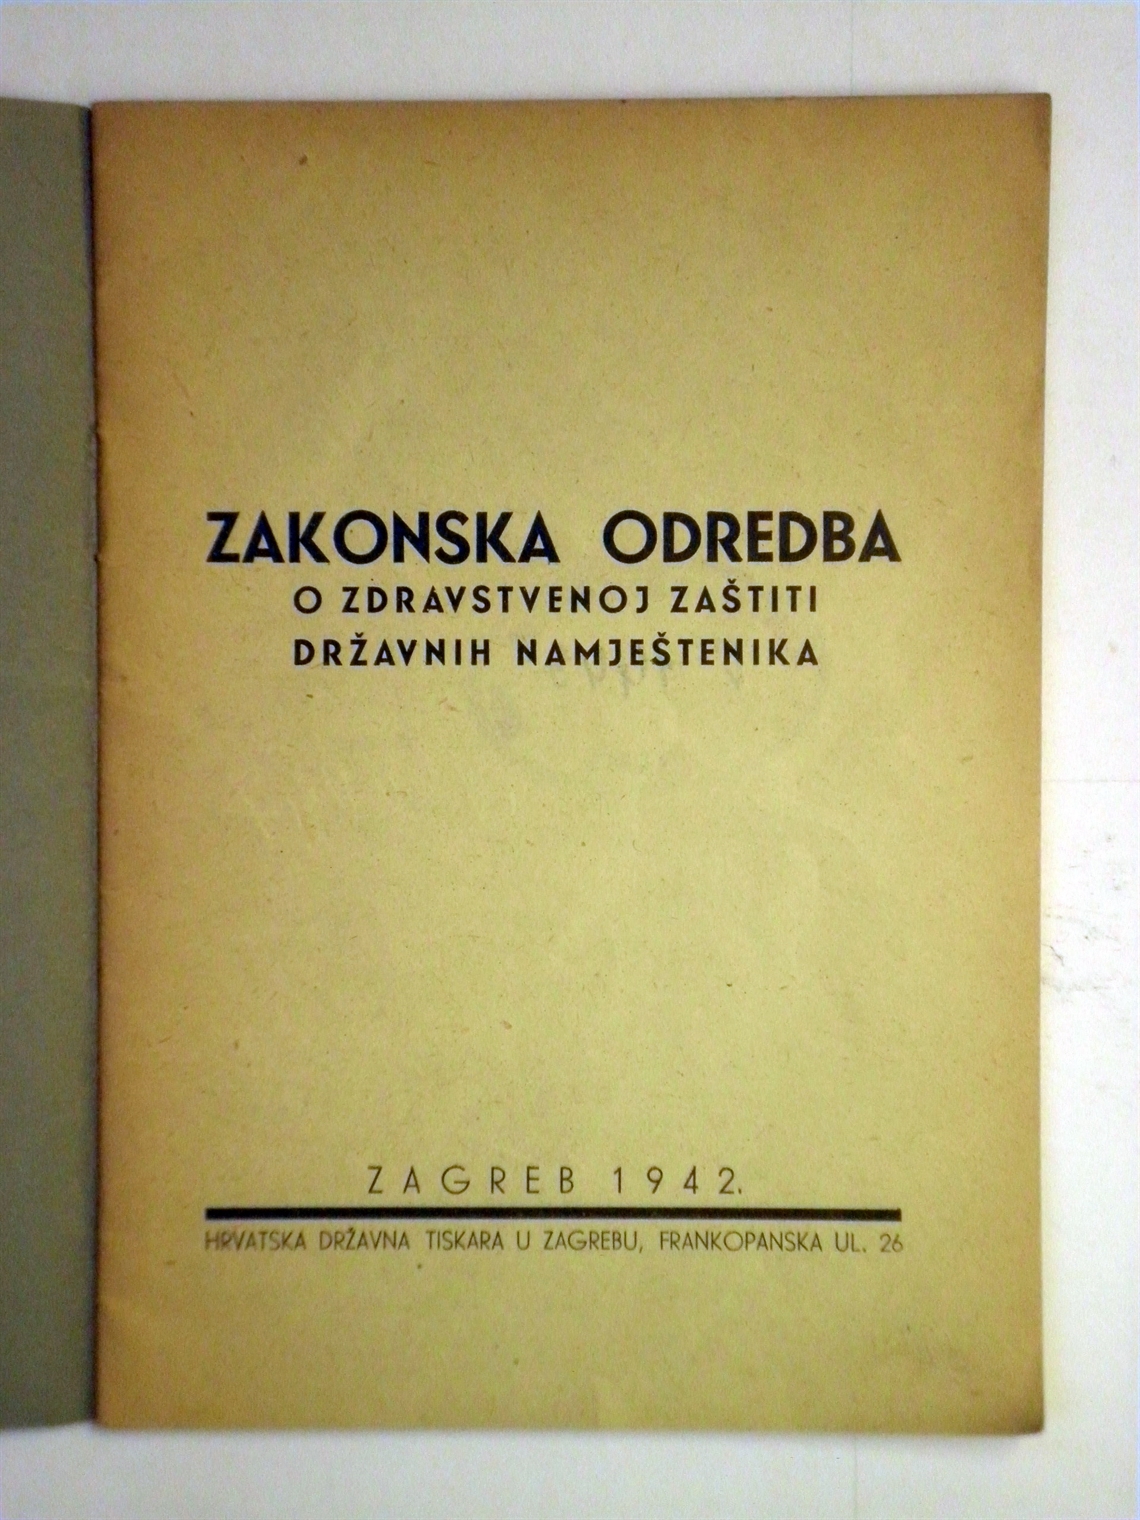 ZAKONSKA ODREDBA
O ZDRAVSTVENOJ ZAŠTITI
DRŽAVNIH NAMJEŠTENIKA
ZAGREB 1942.
HRVATSKA DRŽAVNA TISKARA U ZAGREBU, FRANKOPANSKA UL. 26